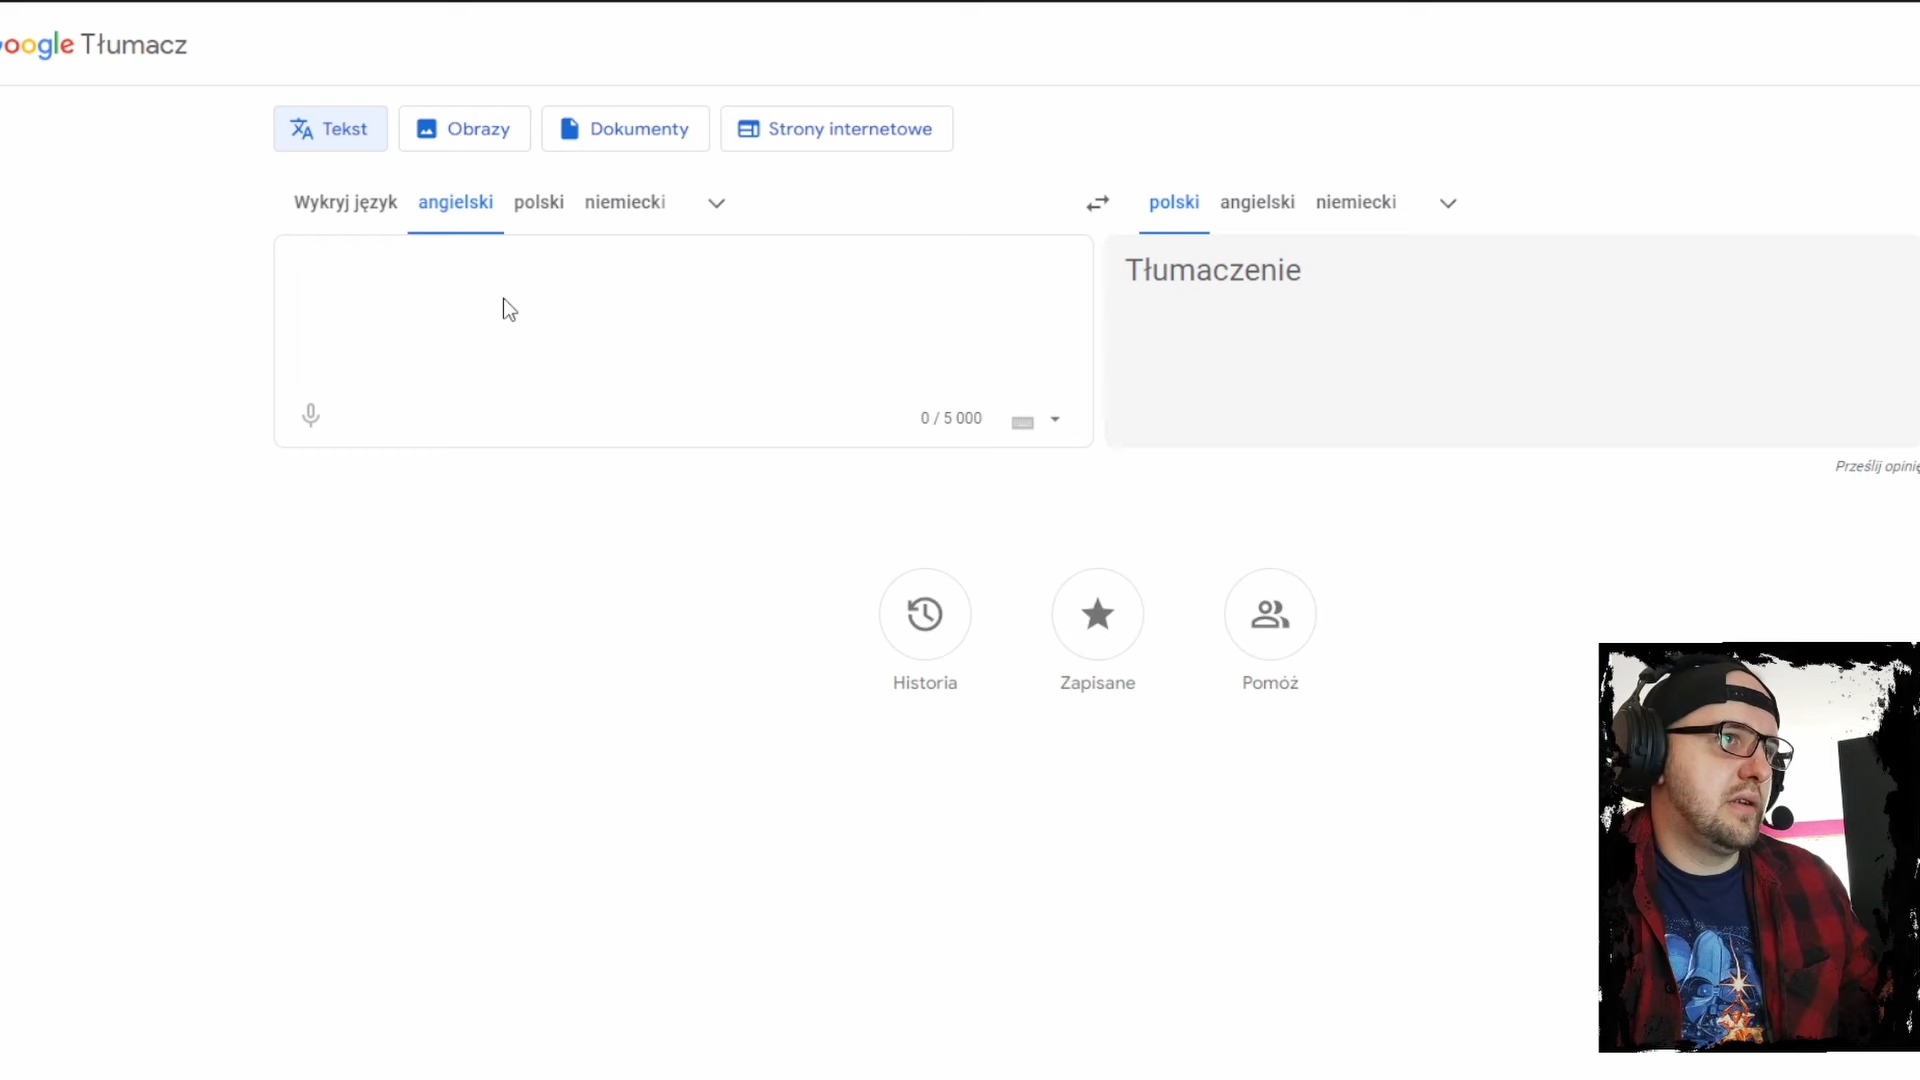 oogle Tłumacz
Tekst Obrazy Dokumenty Strony internetowe
Wykryj język angielski polski niemiecki polski angielski niemiecki
Tłumaczenie
0 / 5 000
Prześlij opinię
Historia Zapisane Pomóż